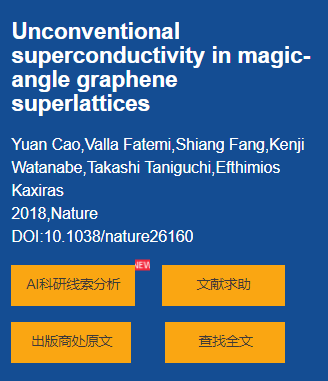 Unconventional
superconductivity in magic-
angle graphene
superlattices
Yuan Cao,Valla Fatemi,Shiang Fang,Kenji
Watanabe,Takashi Taniguchi,Efthimios
Kaxiras
2018,Nature
DOI:10.1038/nature26160
NEW
AI科研线索分析 文献求助
出版商处原文 查找全文